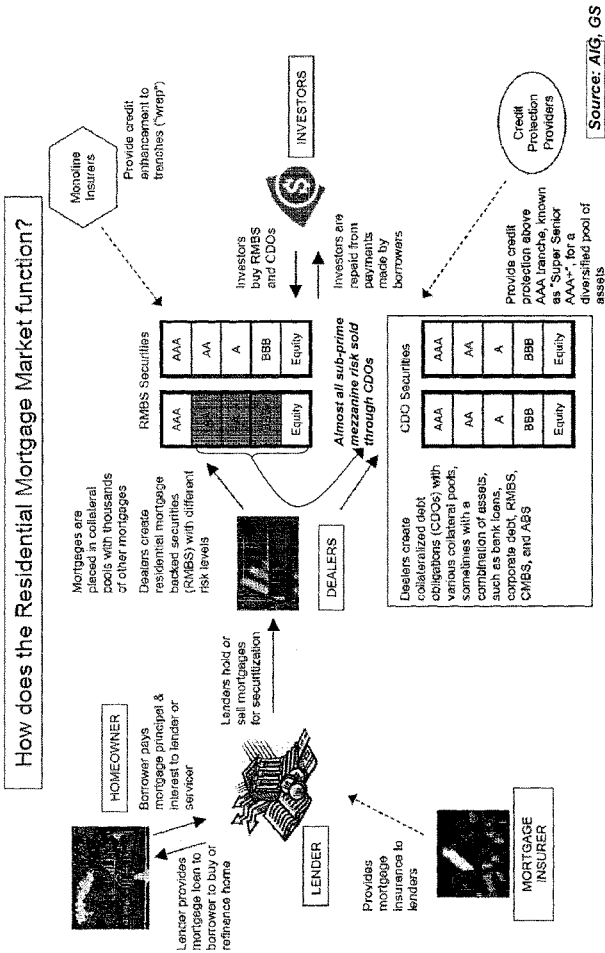 How does the Residential Mortgage Market function?
HOMEOWNER
Lender provides
mortgage loan to
borrower to buy or
refinance home
Borrower pays
mortgage principal &
interest to lender or
servicer
LENDER
Provides
mortgage
insurance to
lenders
MORTGAGE
INSURER
Lenders hold or
sell mortgages
for securitization
Mortgages are
placed in collateral
pools with thousands
of other mortgages
Dealers create
residential mortgage
backed securities
(RMBS) with different
risk levels
DEALERS
Dealers create
collateralized debt
obligations (CDOs) with
various collateral pools,
sometimes with a
combination of assets,
such as bank loans,
corporate debt, RMBS,
CMBS, and ABS
RMBS Securities
AAA
Equity
AAA
AA
A
BBB
Equity
Almost all sub-prime
mezzanine risk sold
through CDOs
CDO Securities
AAA
AA
A
BBB
Equity
AAA
AA
A
BBB
Equity
Monoline
Insurers
Provide credit
enhancement to
tranches ("wrap")
Investors
buy RMBS
and CDOs
Investors are
repaid from
payments
made by
borrowers
$
INVESTORS
Provide credit
protection above
AAA tranche, known
as "Super Senior
AAA+", for a
diversified pool of
assets
Credit
Protection
Providers
Source: AIG, GS